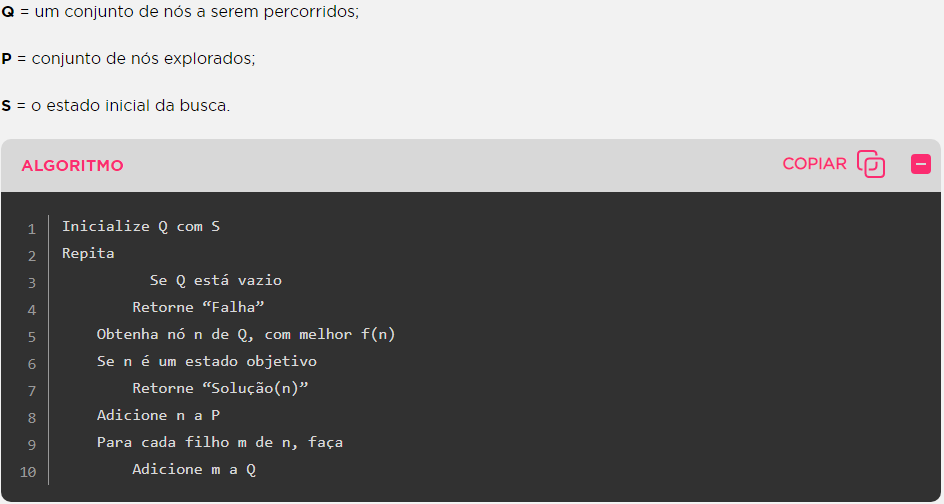 Q = um conjunto de nós a serem percorridos;
P = conjunto de nós explorados;
S = o estado inicial da busca.
ALGORITMO COPIAR
1 Inicialize Q com S
2 Repita
3 Se Q está vazio
4 Retorne “Falha”
5 Obtenha nó n de Q, com melhor f(n)
6 Se n é um estado objetivo
7 Retorne “Solução(n)”
8 Adicione n a P
9 Para cada filho m de n, faça
10 Adicione m a Q